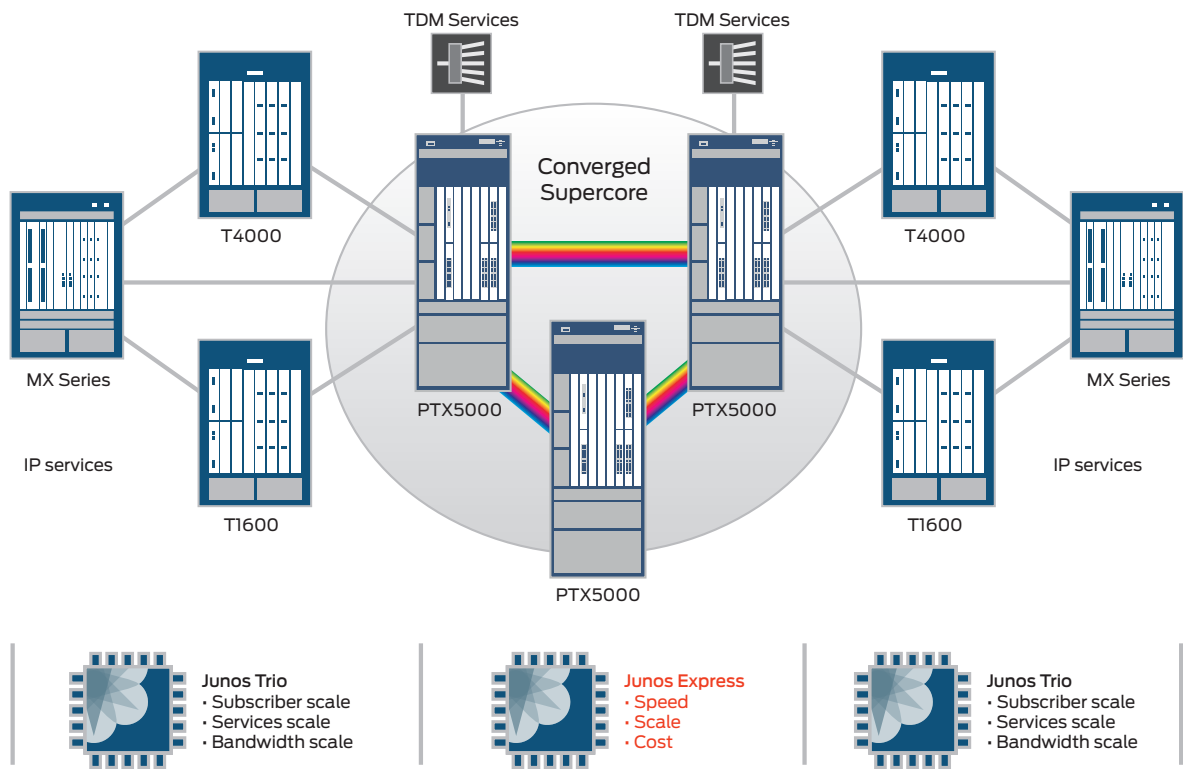 TDM Services
TDM Services
Converged
Supercore
T4000
T4000
MX Series
MX Series
PTX5000
PTX5000
IP services
IP services
T1600
T1600
PTX5000
Junos Trio
· Subscriber scale
· Services scale
· Bandwidth scale
Junos Express
· Speed
· Scale
· Cost
Junos Trio
· Subscriber scale
· Services scale
· Bandwidth scale